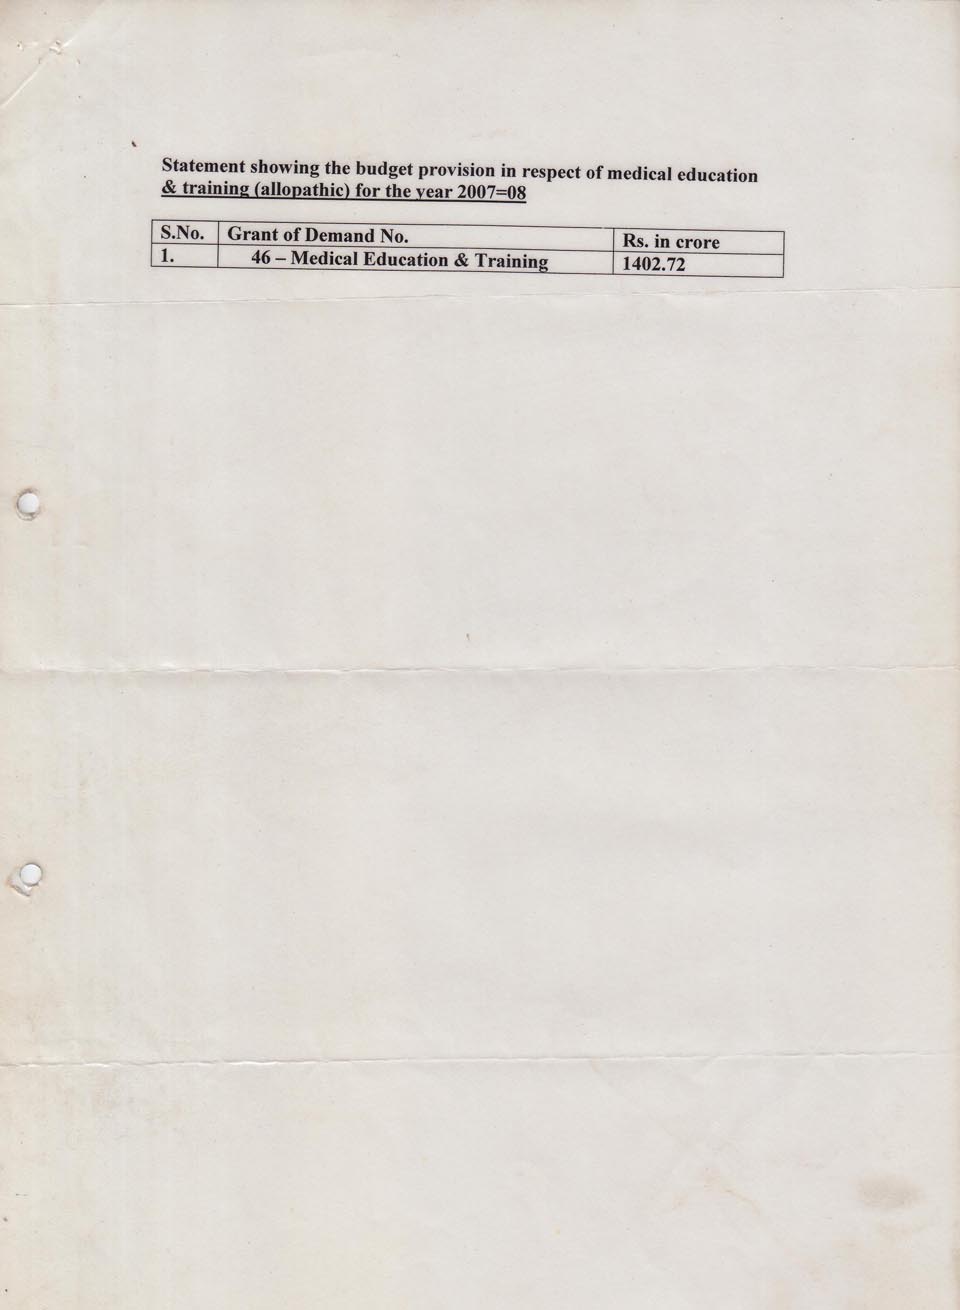 Statement showing the budget provision in respect of medical education
& training (allopathic) for the year 2007=08
S.No. Grant of Demand No. Rs. in crore
1. 46 – Medical Education & Training 1402.72